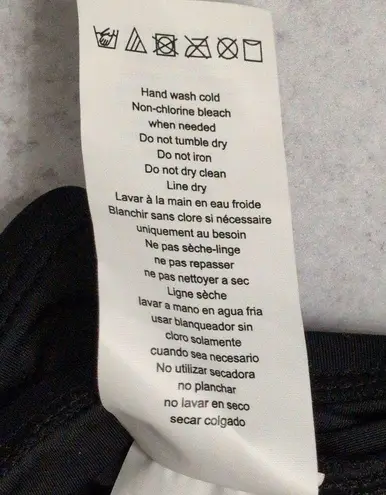 Hand wash cold
Non-chlorine bleach
when needed
Do not tumble dry
Do not iron
Do not dry clean
Line dry
Lavar à la main en eau froide
Blanchir sans clore si nécessaire
uniquement au besoin
Ne pas sèche-linge
ne pas repasser
ne pas nettoyer a sec
Ligne sèche
lavar a mano en agua fria
usar blanqueador sin
cloro solamente
cuando sea necesario
No utilizar secadora
no planchar
no lavar en seco
secar colgado